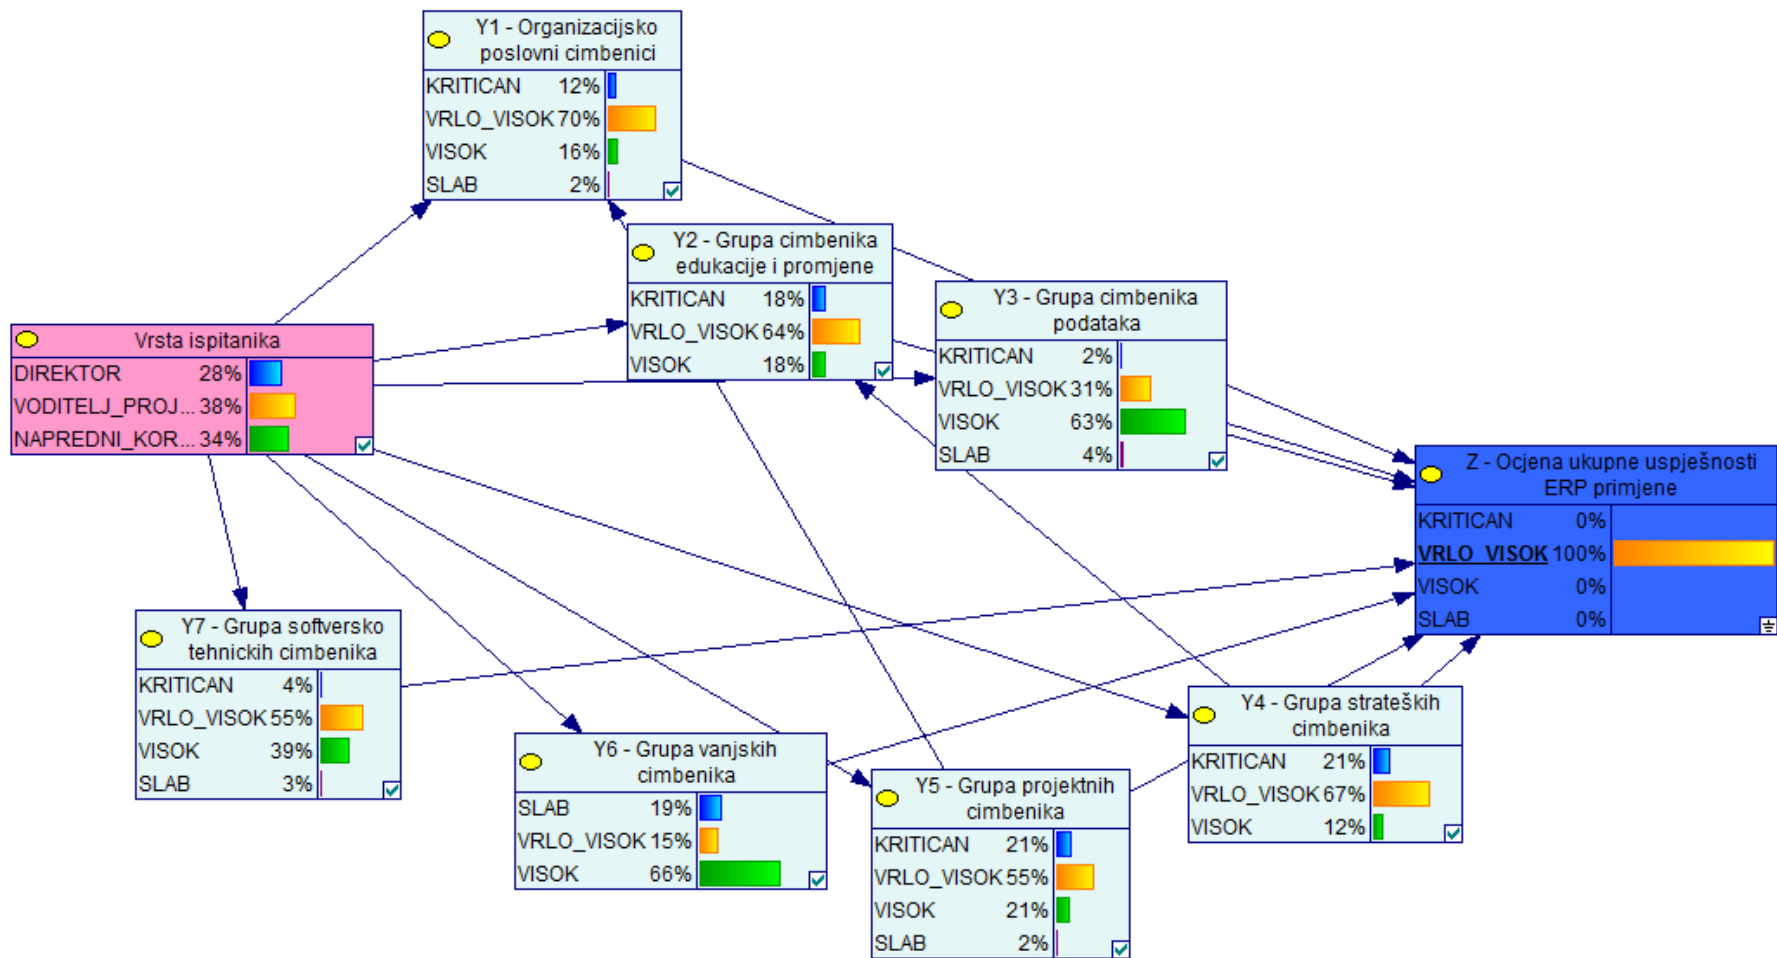 Y1 - Organizacijsko
poslovni cimbenici
KRITICAN 12%
VRLO_VISOK 70%
VISOK 16%
SLAB 2%
Y2 - Grupa cimbenika
edukacije i promjene
KRITICAN 18%
VRLO_VISOK 64%
VISOK 18%
Y3 - Grupa cimbenika
podataka
KRITICAN 2%
VRLO_VISOK 31%
VISOK 63%
SLAB 4%
Vrsta ispitanika
DIREKTOR 28%
VODITELJ_PROJ... 38%
NAPREDNI_KOR... 34%
Z - Ocjena ukupne uspješnosti
ERP primjene
KRITICAN 0%
VRLO_VISOK 100%
VISOK 0%
SLAB 0%
Y7 - Grupa softversko
tehnickih cimbenika
KRITICAN 4%
VRLO_VISOK 55%
VISOK 39%
SLAB 3%
Y6 - Grupa vanjskih
cimbenika
SLAB 19%
VRLO_VISOK 15%
VISOK 66%
Y5 - Grupa projektnih
cimbenika
KRITICAN 21%
VRLO_VISOK 55%
VISOK 21%
SLAB 2%
Y4 - Grupa strateških
cimbenika
KRITICAN 21%
VRLO_VISOK 67%
VISOK 12%